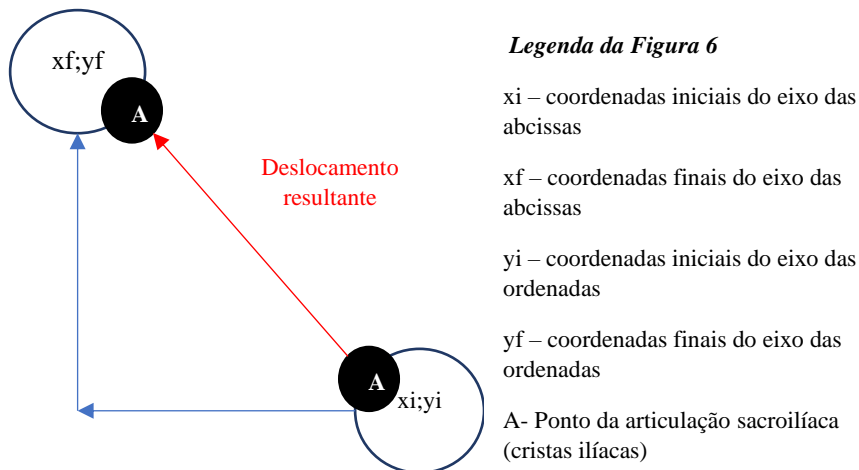 xf;yf
A
Deslocamento
resultante
A
xi;yi
Legenda da Figura 6
xi – coordenadas iniciais do eixo das
abcissas
xf – coordenadas finais do eixo das
abcissas
yi – coordenadas iniciais do eixo das
ordenadas
yf – coordenadas finais do eixo das
ordenadas
A- Ponto da articulação sacroilíaca
(cristas ilíacas)